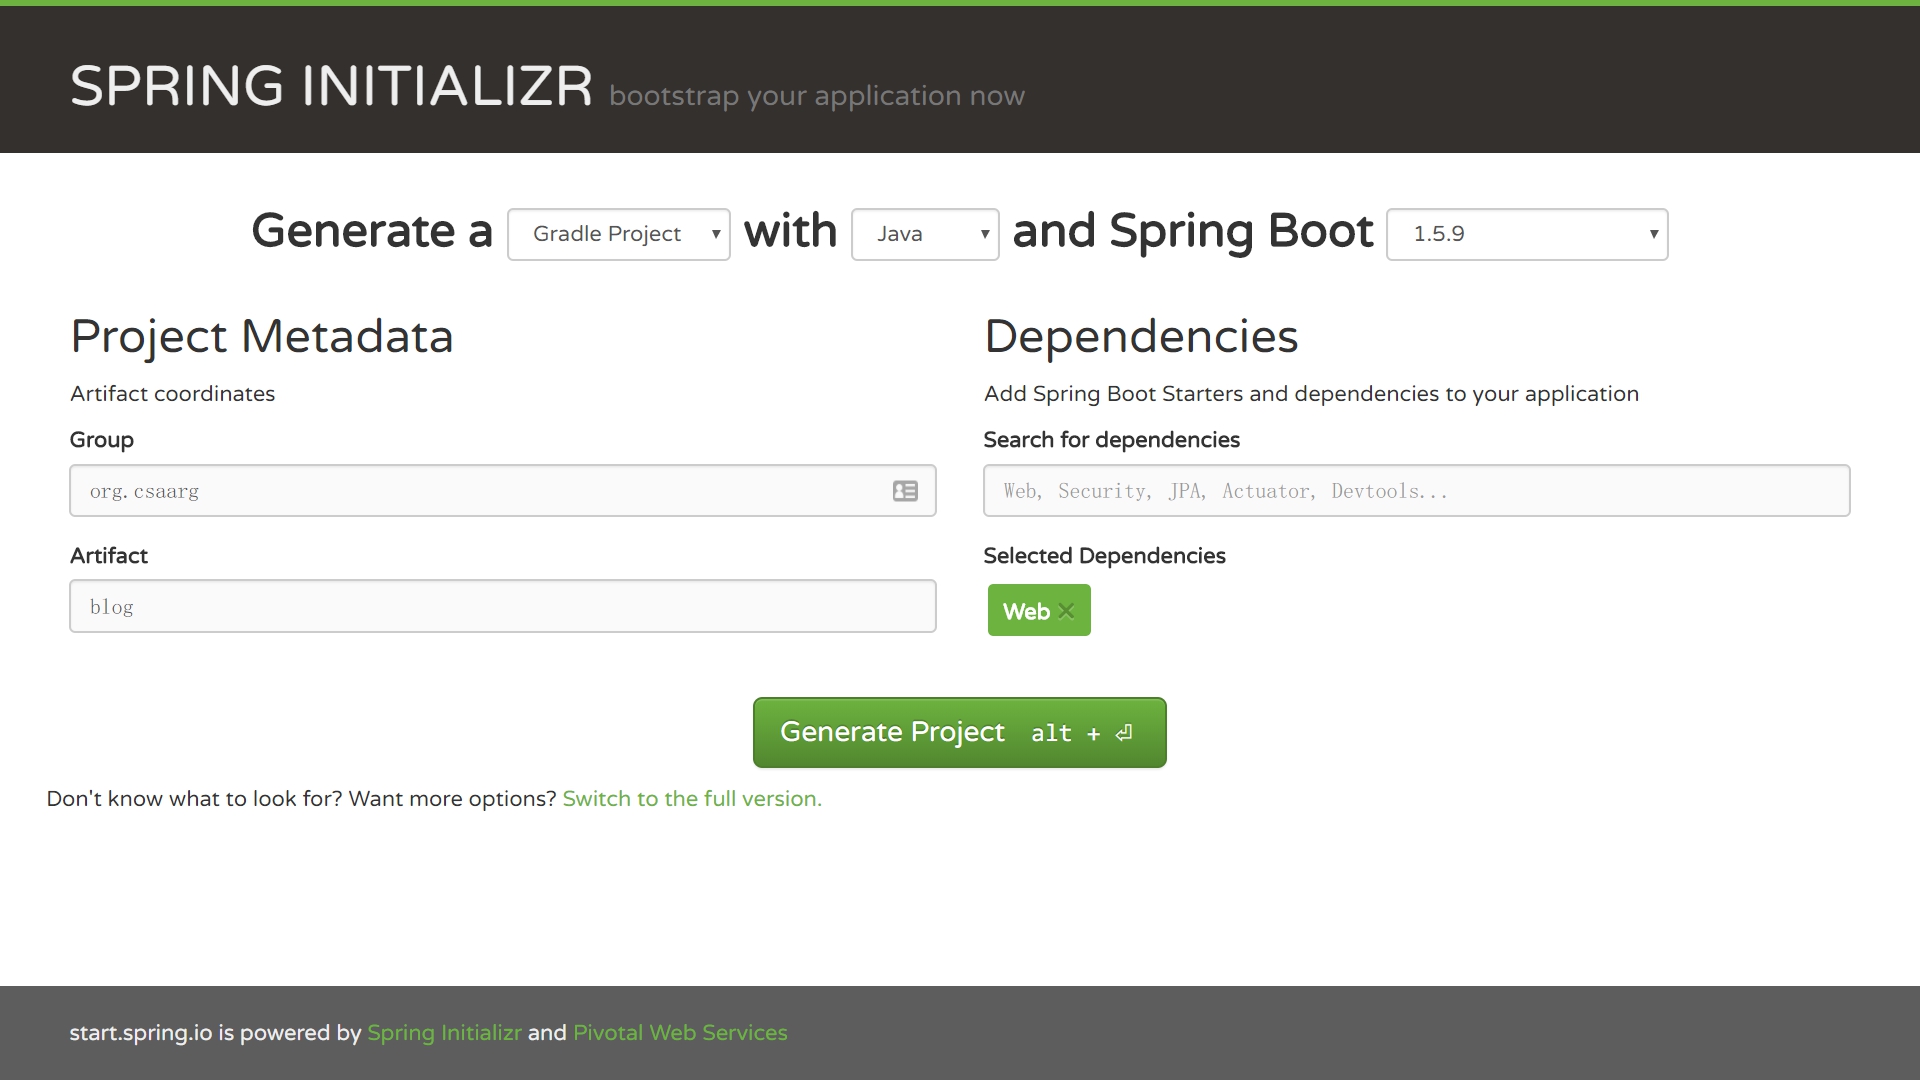 SPRING INITIALIZR bootstrap your application now
Generate a Gradle Project with Java and Spring Boot 1.5.9
Project Metadata
Artifact coordinates
Group
org.csaarg
Artifact
blog
Dependencies
Add Spring Boot Starters and dependencies to your application
Search for dependencies
Web, Security, JPA, Actuator, Devtools...
Selected Dependencies
Web ×
Generate Project alt + ⏎
Don't know what to look for? Want more options? Switch to the full version.
start.spring.io is powered by Spring Initializr and Pivotal Web Services